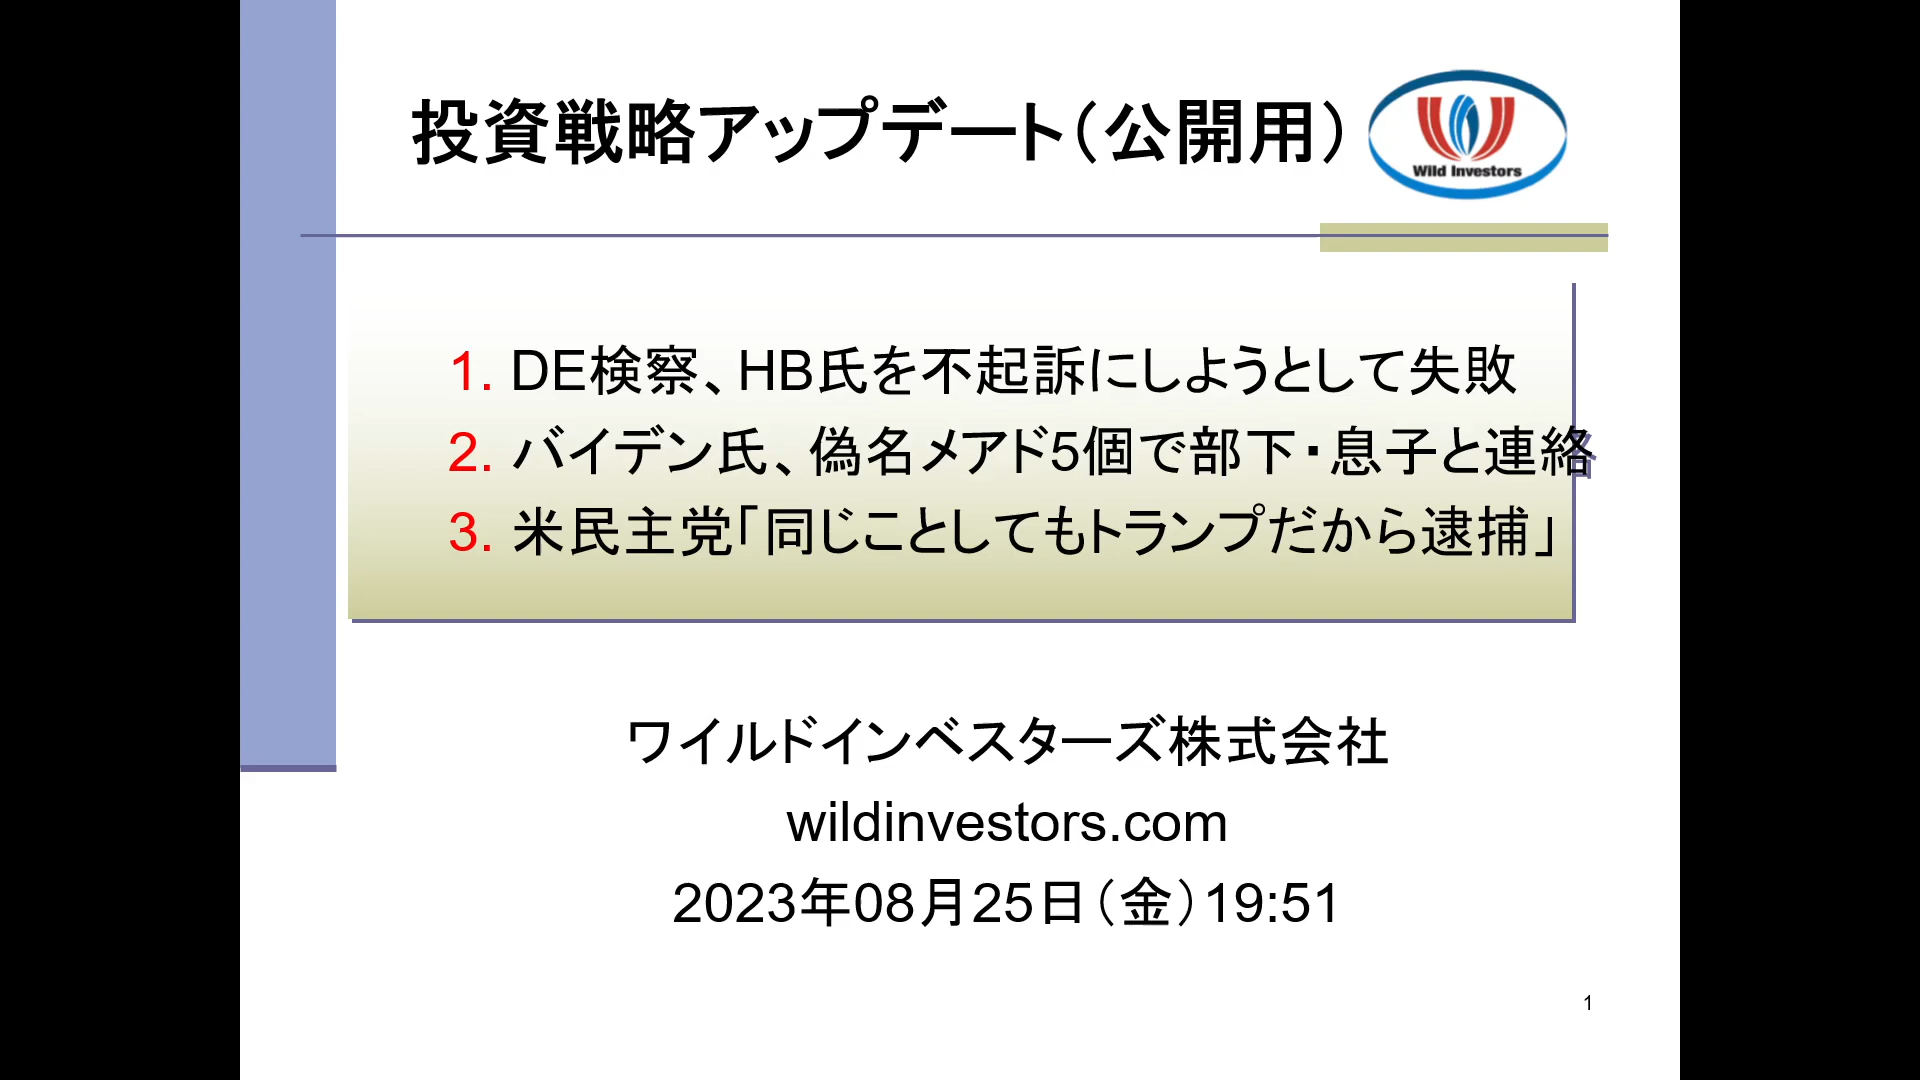 投資戦略アップデート（公開用）
Wild Investors
1. DE検察、HB氏を不起訴にしようとして失敗
2. バイデン氏、偽名メアド5個で部下・息子と連絡
3. 米民主党「同じことしてもトランプだから逮捕」
ワイルドインベスターズ株式会社
wildinvestors.com
2023年08月25日（金）19:51
1